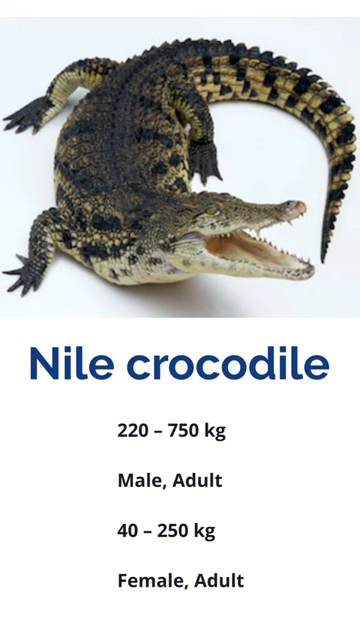 Nile crocodile
220 – 750 kg
Male, Adult
40 – 250 kg
Female, Adult